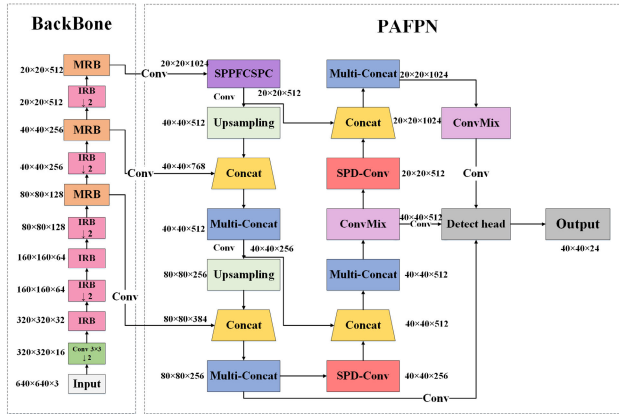 BackBone
PAFPN
20×20×512
MRB
Conv
20×20×1024
SPPFCSPC
Multi-Concat
20×20×1024
20×20×512
IRB
↓2
Conv
20×20×512
40×40×512
Upsampling
Concat
20×20×1024
ConvMix
40×40×256
MRB
Conv
40×40×768
Concat
SPD-Conv
20×20×512
Conv
40×40×256
IRB
↓2
80×80×128
MRB
40×40×512
Multi-Concat
ConvMix
40×40×512
Conv
Detect head
Output
40×40×24
80×80×128
IRB
↓2
Conv
40×40×256
160×160×64
IRB
80×80×256
Upsampling
Multi-Concat
40×40×512
160×160×64
IRB
↓2
Conv
320×320×32
IRB
80×80×384
Concat
Concat
40×40×512
320×320×16
Conv 3×3
↓2
640×640×3
Input
80×80×256
Multi-Concat
SPD-Conv
40×40×256
Conv